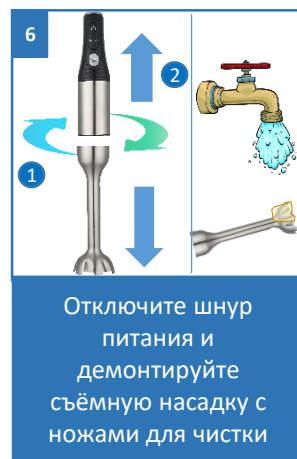 6
2
1
Отключите шнур
питания и
демонтируйте
съёмную насадку с
ножами для чистки